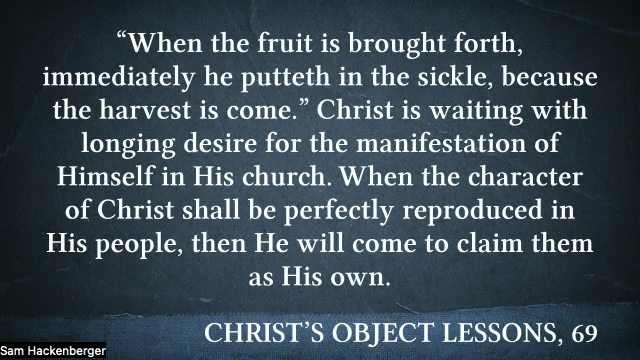 “When the fruit is brought forth,
immediately he putteth in the sickle, because
the harvest is come.” Christ is waiting with
longing desire for the manifestation of
Himself in His church. When the character
of Christ shall be perfectly reproduced in
His people, then He will come to claim them
as His own.
CHRIST’S OBJECT LESSONS, 69
Sam Hackenberger